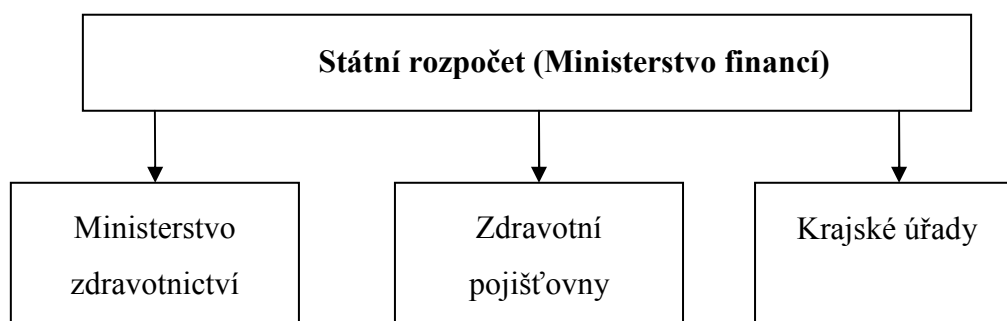 Státní rozpočet (Ministerstvo financí)
Ministerstvo
zdravotnictví
Zdravotní
pojišťovny
Krajské úřady